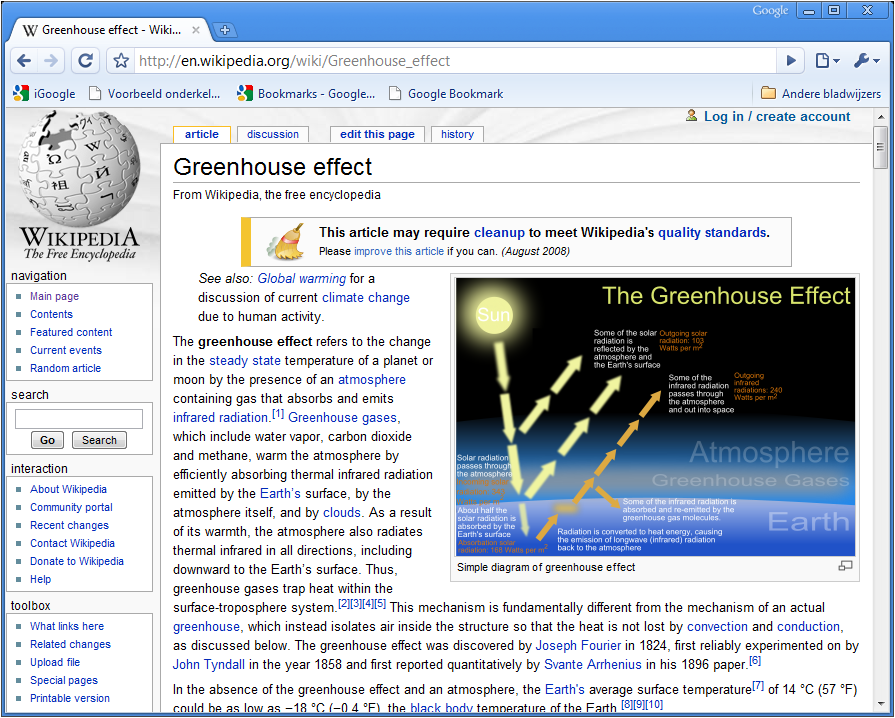 Google
Greenhouse effect - Wiki...
http://en.wikipedia.org/wiki/Greenhouse_effect
iGoogle
Voorbeeld onderkel...
Bookmarks - Google...
Google Bookmark
Andere bladwijzers
Log in / create account
article
discussion
edit this page
history
WIKIPEDIA
The Free Encyclopedia
navigation
Main page
Contents
Featured content
Current events
Random article
search
Go
Search
interaction
About Wikipedia
Community portal
Recent changes
Contact Wikipedia
Donate to Wikipedia
Help
toolbox
What links here
Related changes
Upload file
Special pages
Printable version
Greenhouse effect
From Wikipedia, the free encyclopedia
This article may require cleanup to meet Wikipedia's quality standards.
Please improve this article if you can. (August 2008)
See also: Global warming for a
discussion of current climate change
due to human activity.
The greenhouse effect refers to the change
in the steady state temperature of a planet or
moon by the presence of an atmosphere
containing gas that absorbs and emits
infrared radiation.[1] Greenhouse gases,
which include water vapor, carbon dioxide
and methane, warm the atmosphere by
efficiently absorbing thermal infrared radiation
emitted by the Earth's surface, by the
atmosphere itself, and by clouds. As a result
of its warmth, the atmosphere also radiates
thermal infrared in all directions, including
downward to the Earth's surface. Thus,
greenhouse gases trap heat within the
surface-troposphere system.[2][3][4][5] This mechanism is fundamentally different from the mechanism of an actual
greenhouse, which instead isolates air inside the structure so that the heat is not lost by convection and conduction,
as discussed below. The greenhouse effect was discovered by Joseph Fourier in 1824, first reliably experimented on by
John Tyndall in the year 1858 and first reported quantitatively by Svante Arrhenius in his 1896 paper.[6]
In the absence of the greenhouse effect and an atmosphere, the Earth's average surface temperature[7] of 14 °C (57 °F)
could be as low as −18 °C (−0.4 °F), the black body temperature of the Earth.[8][9][10]
The Greenhouse Effect
Sun
Some of the solar
radiation is
reflected by the
atmosphere and
the Earth's surface
Outgoing solar
radiation: 103
Watts per m2
Some of the
infrared radiation
passes through
the atmosphere
and out into space
Outgoing
infrared
radiations: 240
Watts per m2
Solar radiation
passes through
the atmosphere
About half the
solar radiation is
absorbed by the
Earth's surface
Absorbation solar
radiation: 168 Watts per m2
Atmosphere
Greenhouse Gases
Earth
Some of the infrared radiation is
absorbed and re-emitted by the
greenhouse gas molecules.
Radiation is converted to heat energy, causing
the emission of longwave (infrared) radiation
back to the atmosphere
Simple diagram of greenhouse effect